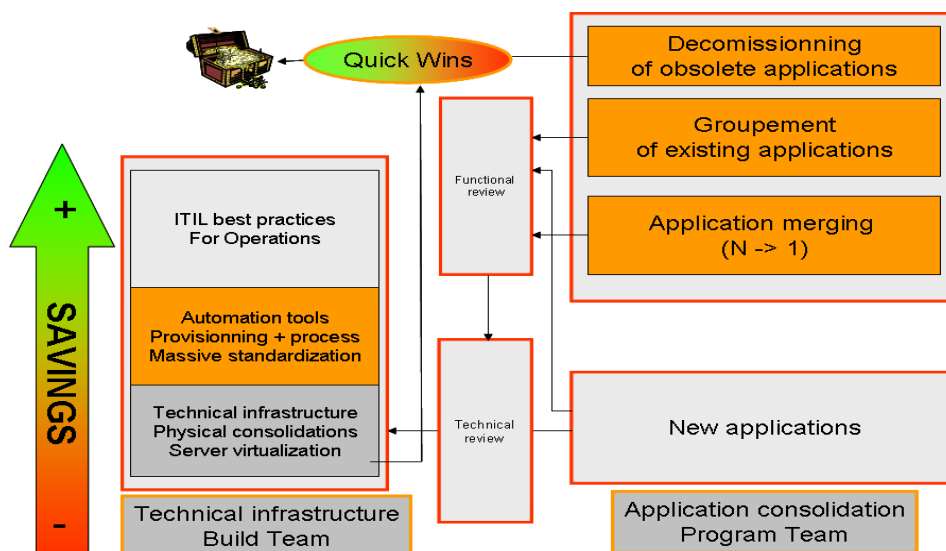 Quick Wins
Decomissionning
of obsolete applications
Groupement
of existing applications
Application merging
(N -> 1)
Functional
review
ITIL best practices
For Operations
Automation tools
Provisionning + process
Massive standardization
Technical infrastructure
Physical consolidations
Server virtualization
+
SAVINGS
-
Technical
review
New applications
Technical infrastructure
Build Team
Application consolidation
Program Team